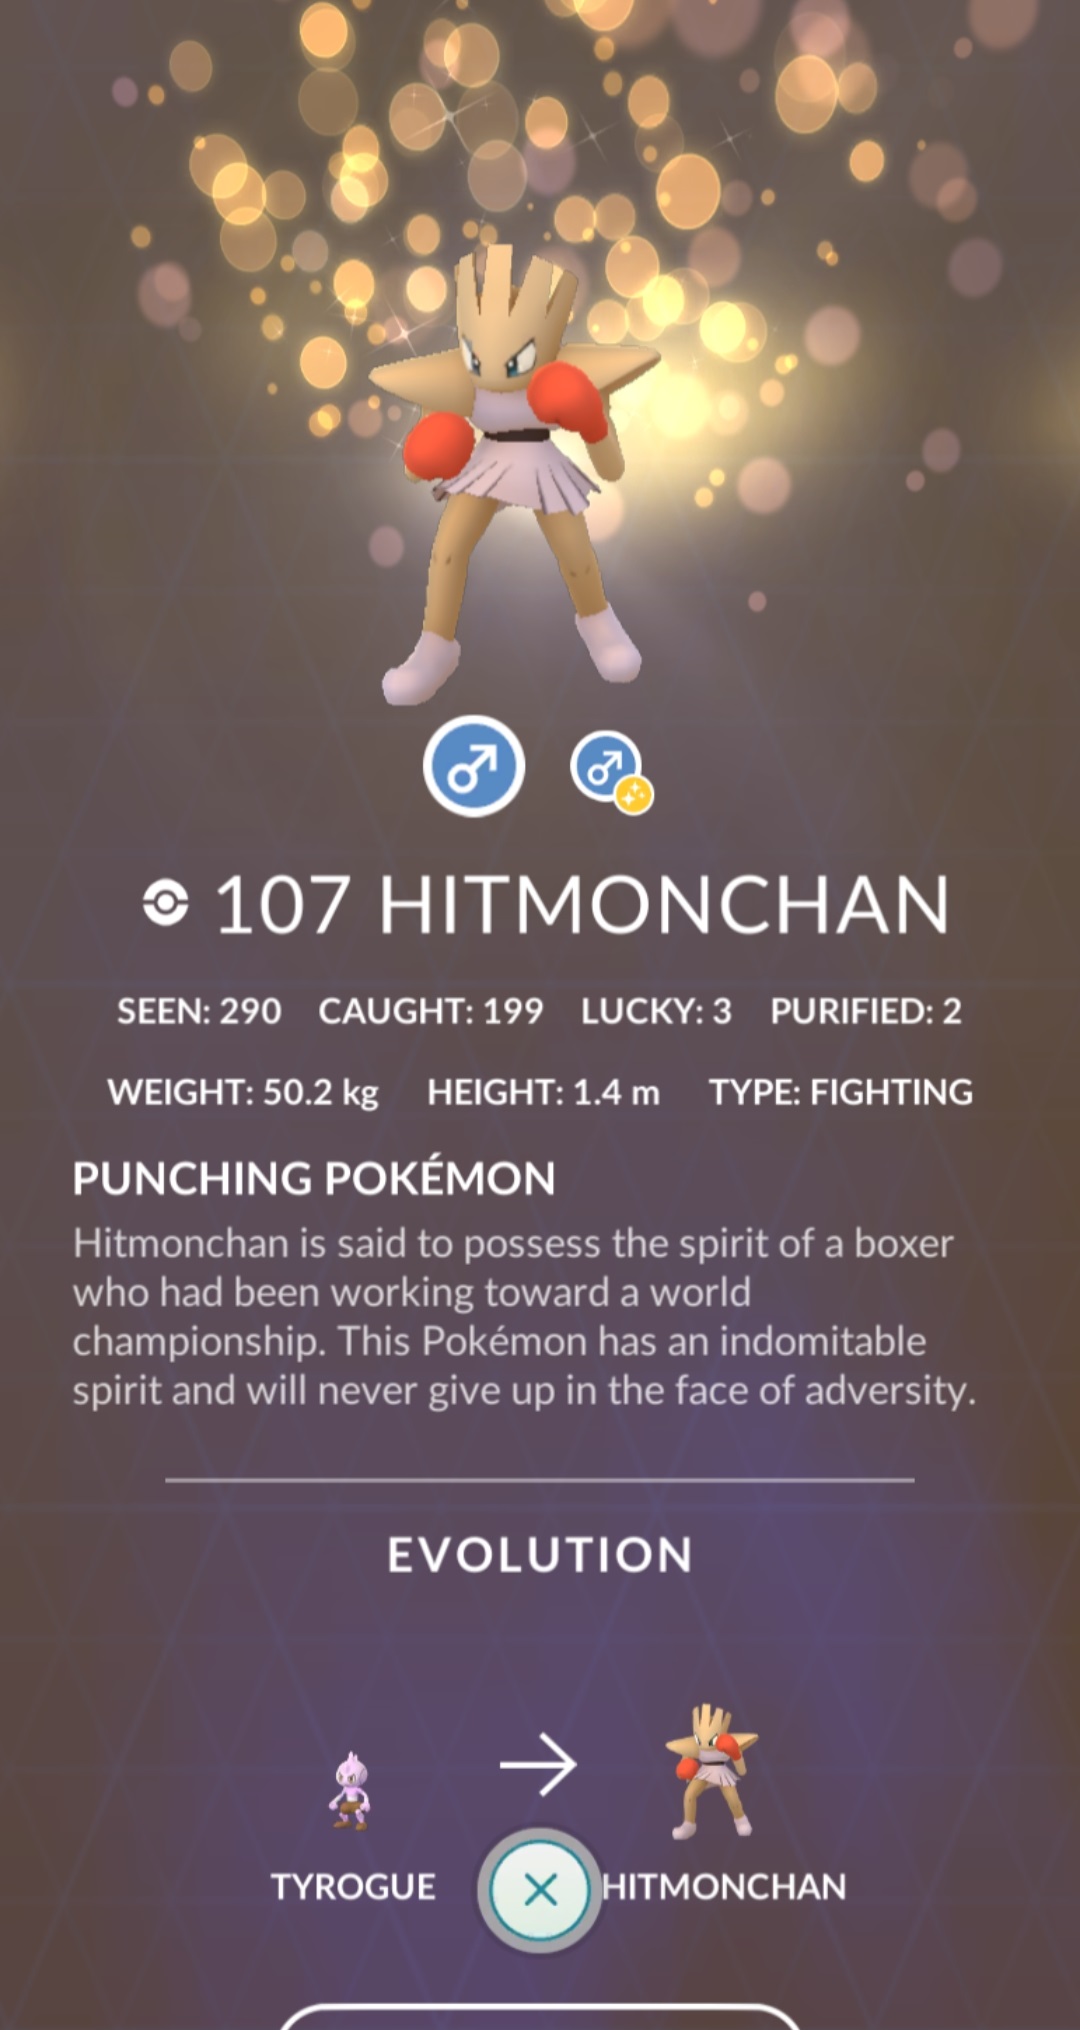 107 HITMONCHAN
SEEN: 290 CAUGHT: 199 LUCKY: 3 PURIFIED: 2
WEIGHT: 50.2 kg HEIGHT: 1.4 m TYPE: FIGHTING
PUNCHING POKÉMON
Hitmonchan is said to possess the spirit of a boxer
who had been working toward a world
championship. This Pokémon has an indomitable
spirit and will never give up in the face of adversity.
EVOLUTION
TYROGUE HITMONCHAN